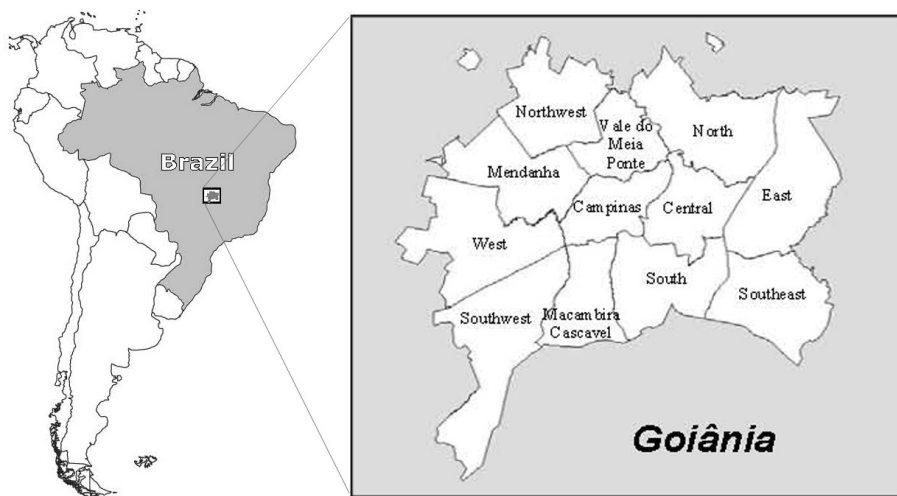 Brazil
Northwest
Vale do
Meia
Ponte
North
Mendanha
Campinas
Central
East
West
South
Southeast
Southwest
Macambira
Cascavel
Goiânia